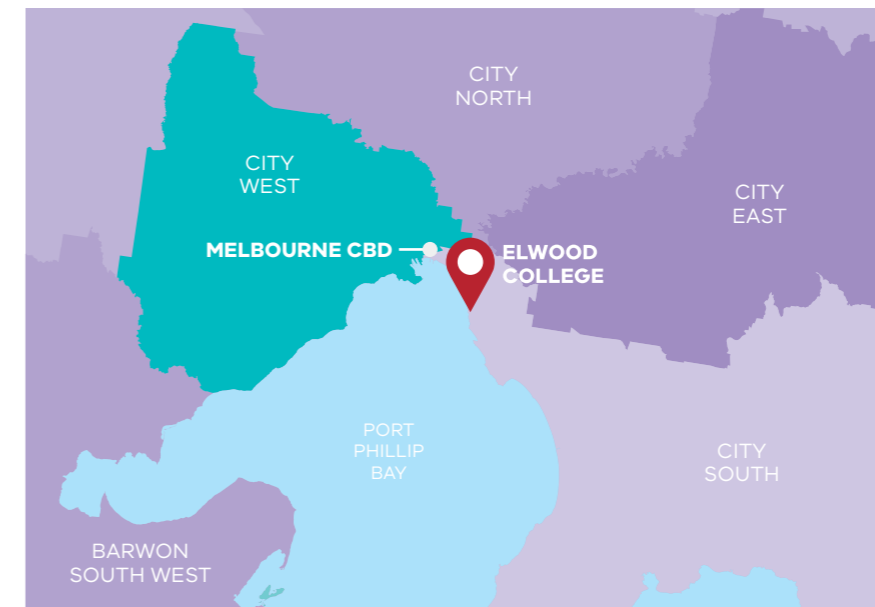 CITY
NORTH
CITY
WEST
CITY
EAST
MELBOURNE CBD
ELWOOD
COLLEGE
PORT
PHILLIP
BAY
CITY
SOUTH
BARWON
SOUTH WEST